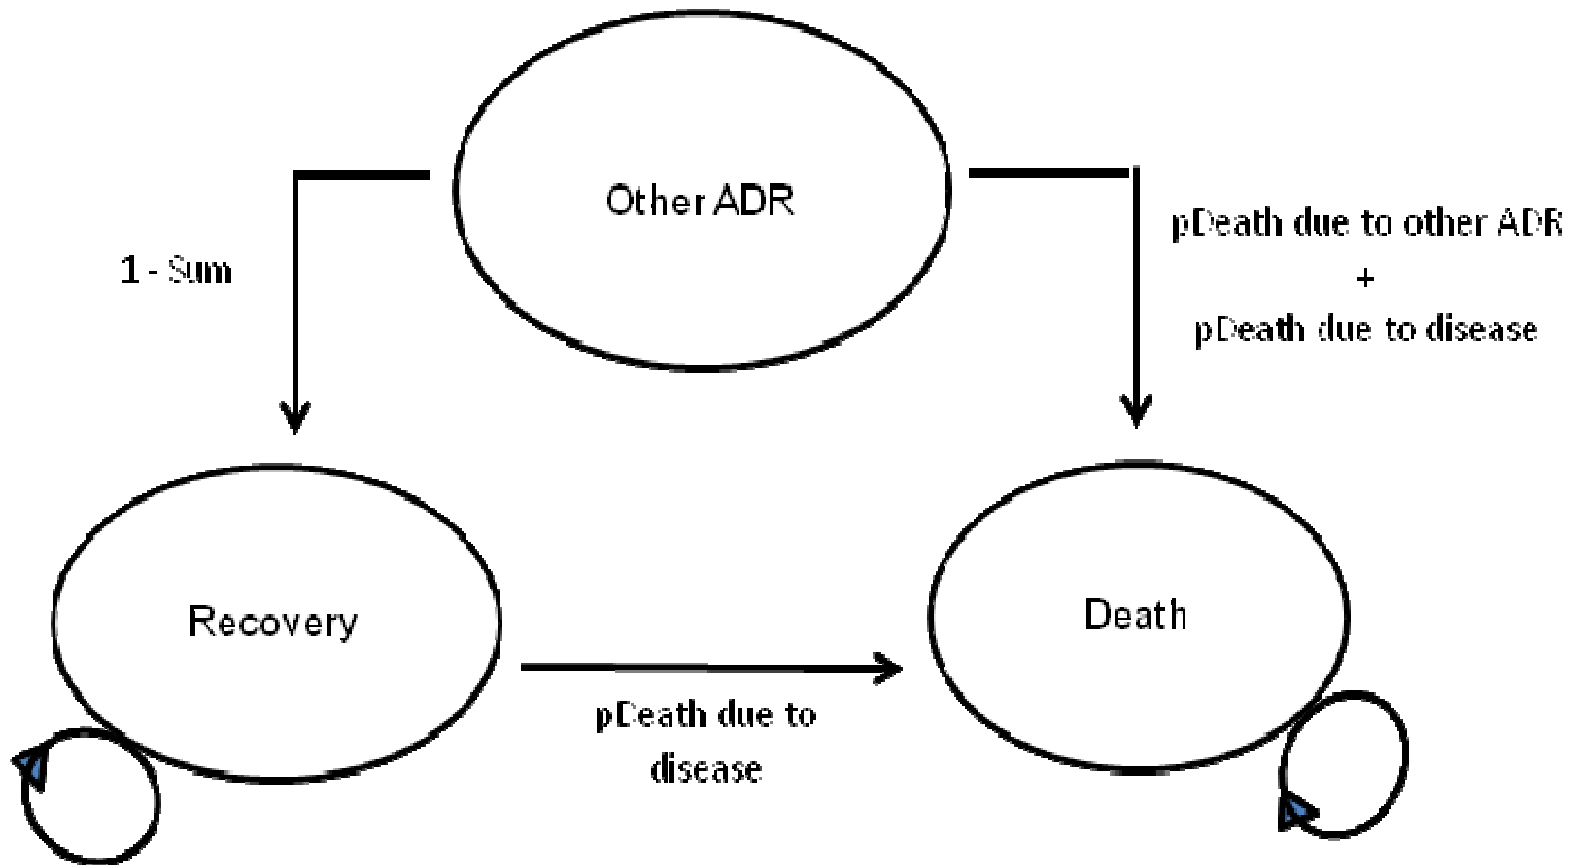 Other ADR
1 - Sum
pDeath due to other ADR
+
pDeath due to disease
Recovery
Death
pDeath due to
disease